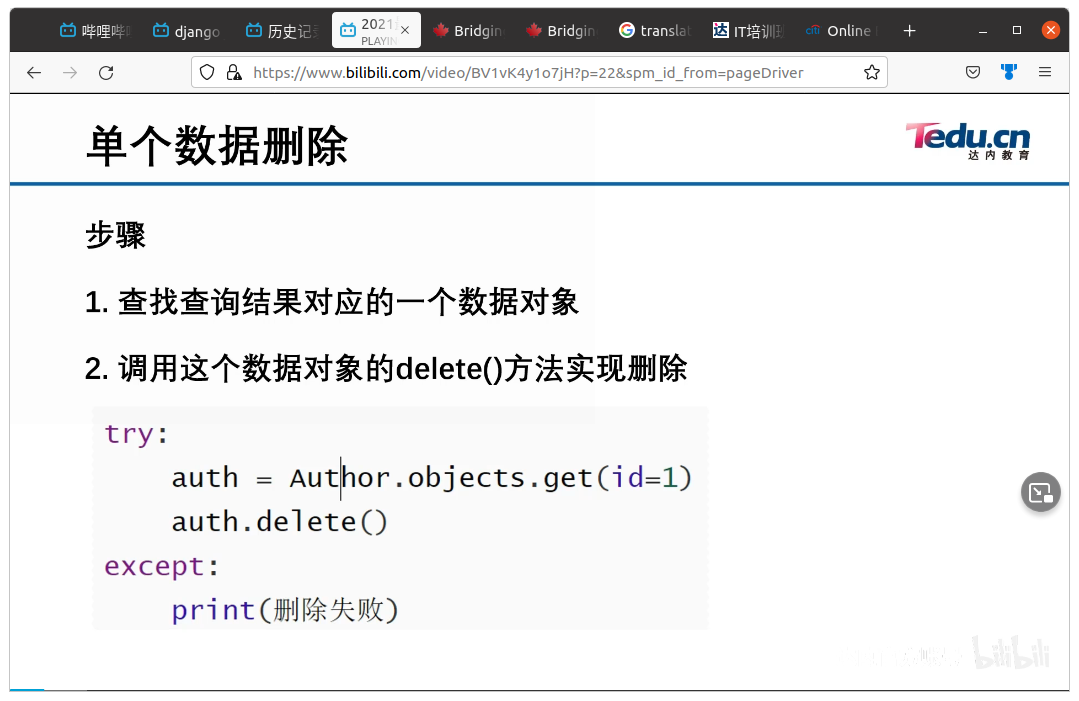 哔哩哔哩
django
历史记录
2021
PLAYIN
Bridgin
Bridgin
translat
IT培训班
citi Online
https://www.bilibili.com/video/BV1vK4y1o7jH?p=22&spm_id_from=pageDriver
单个数据删除
Tedu.cn
达内教育
步骤
1. 查找查询结果对应的一个数据对象
2. 调用这个数据对象的delete()方法实现删除
try:
auth = Author.objects.get(id=1)
auth.delete()
except:
print(删除失败)
bilibili